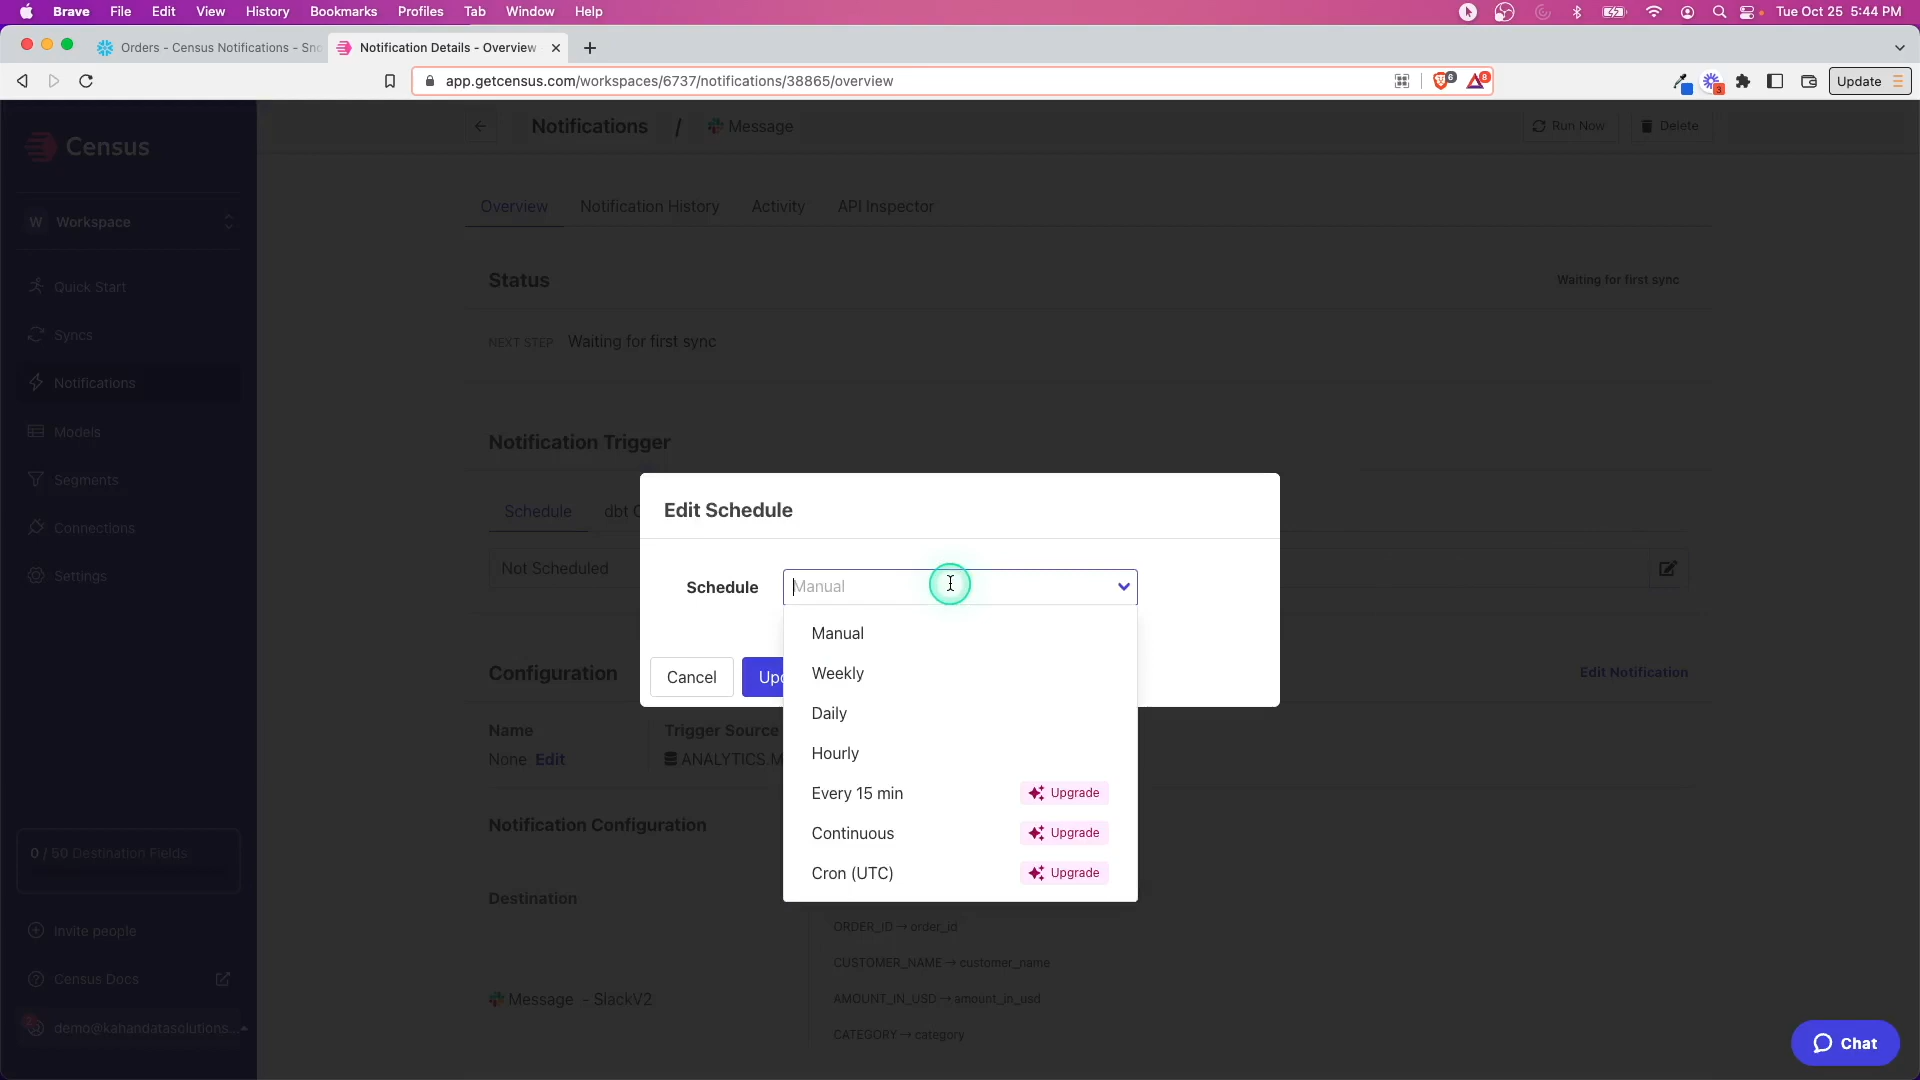 Brave File Edit View History Bookmarks Profiles Tab Window Help Tue Oct 25 5:44 PM
Orders - Census Notifications - Sno Notification Details - Overview
app.getcensus.com/workspaces/6737/notifications/38865/overview 6 8 3 Update
Census Notifications / Message Run Now Delete
W Workspace Overview Notification History Activity API Inspector
Quick Start
Status Waiting for first sync
Syncs
NEXT STEP Waiting for first sync
Notifications
Models
Notification Trigger
Segments
Schedule dbt C
Edit Schedule
Connections
Settings
Not Scheduled
Schedule Manual
Manual
Weekly
Daily
Hourly
Every 15 min Upgrade
Continuous Upgrade
Cron (UTC) Upgrade
Cancel Upd
Configuration Edit Notification
Name Trigger Source
None Edit ANALYTICS M
Notification Configuration
0 / 50 Destination Fields
Destination
ORDER_ID → order_id
CUSTOMER_NAME → customer_name
Message - SlackV2 AMOUNT_IN_USD → amount_in_usd
CATEGORY → category
Invite people
Census Docs
demo@kahandatasolutions...
Chat